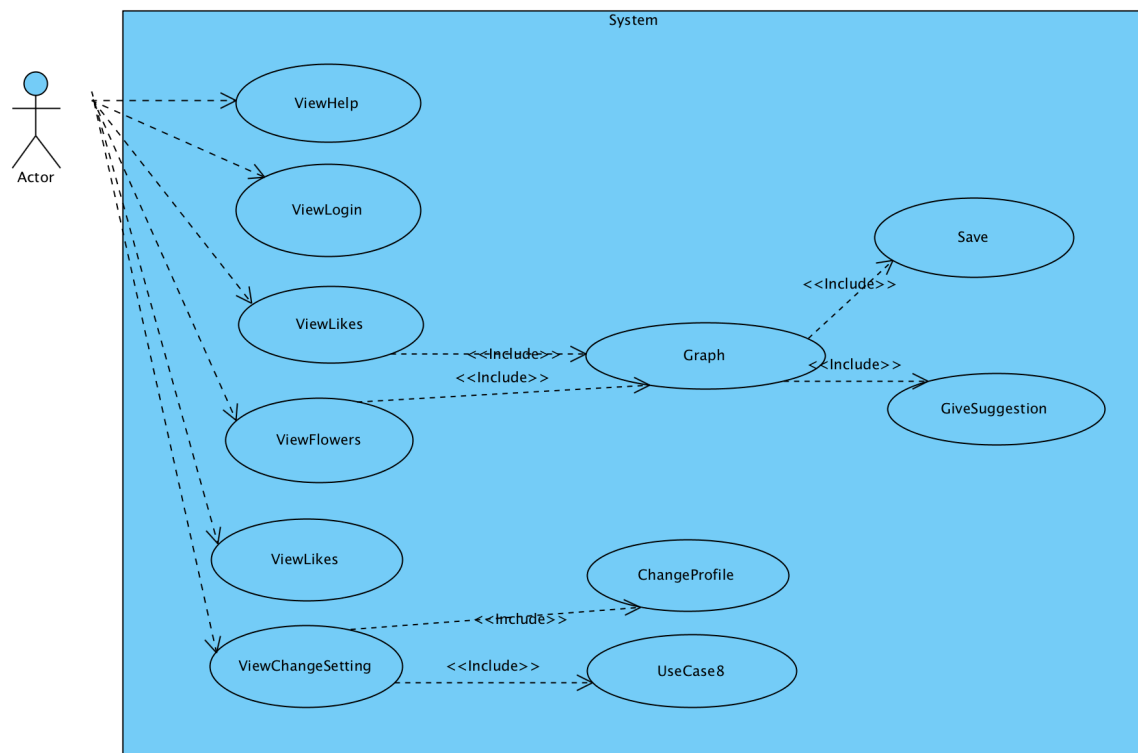 System
Actor
ViewHelp
ViewLogin
Save
<<Include>>
ViewLikes
<<Include>>
Graph
<<Include>>
<<Include>>
GiveSuggestion
ViewFlowers
ViewLikes
ChangeProfile
<<Include>>
ViewChangeSetting
<<Include>>
UseCase8